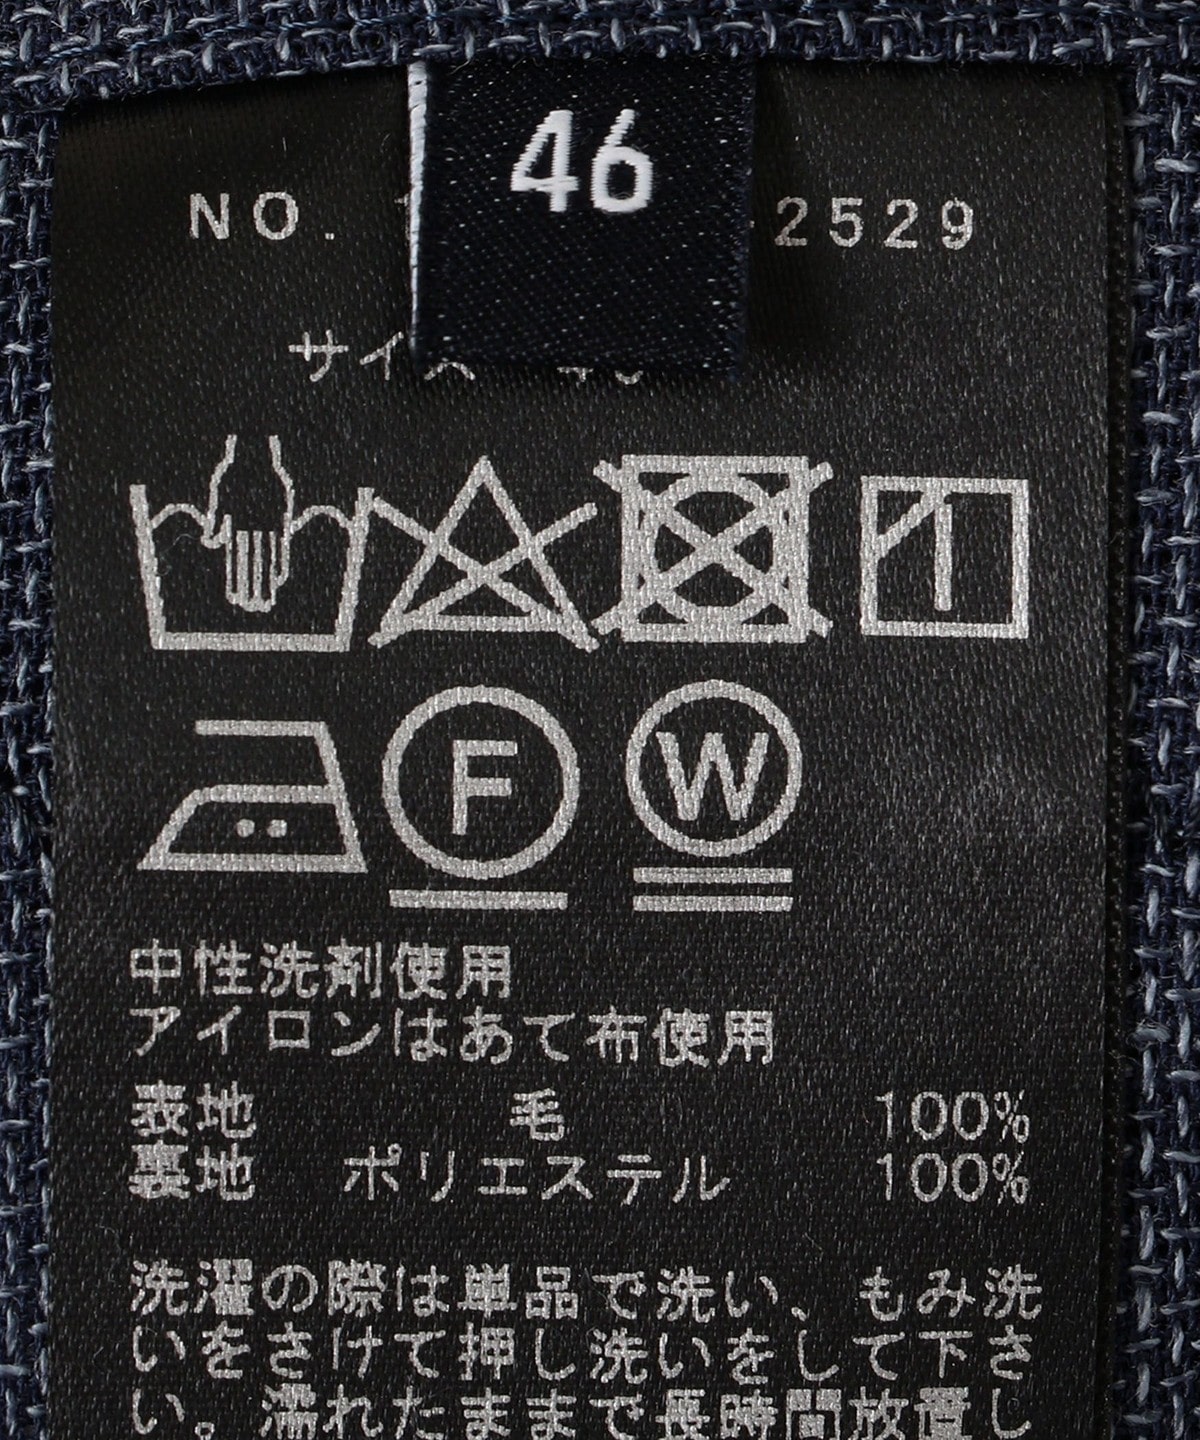 46
NO. 2529
サイズ
F
W
中性洗剤使用
アイロンはあて布使用
表地 毛 100%
裏地 ポリエステル 100%
洗濯の際は単品で洗い、もみ洗
いをさけて押し洗いをして下さ
い。濡れたままで長時間放置し